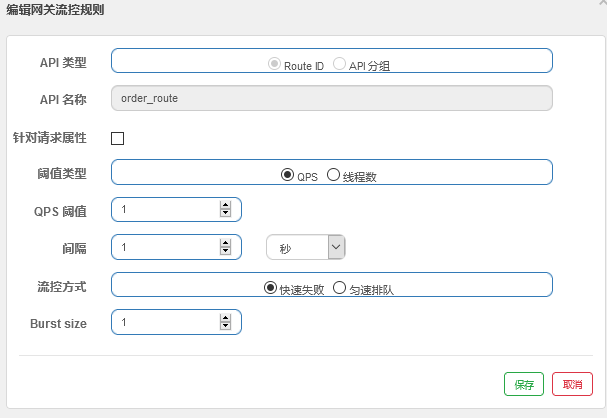 编辑网关流控规则
API 类型 Route ID API 分组
API 名称 order_route
针对请求属性
阈值类型 QPS 线程数
QPS 阈值 1
间隔 1 秒
流控方式 快速失败 匀速排队
Burst size 1
保存 取消